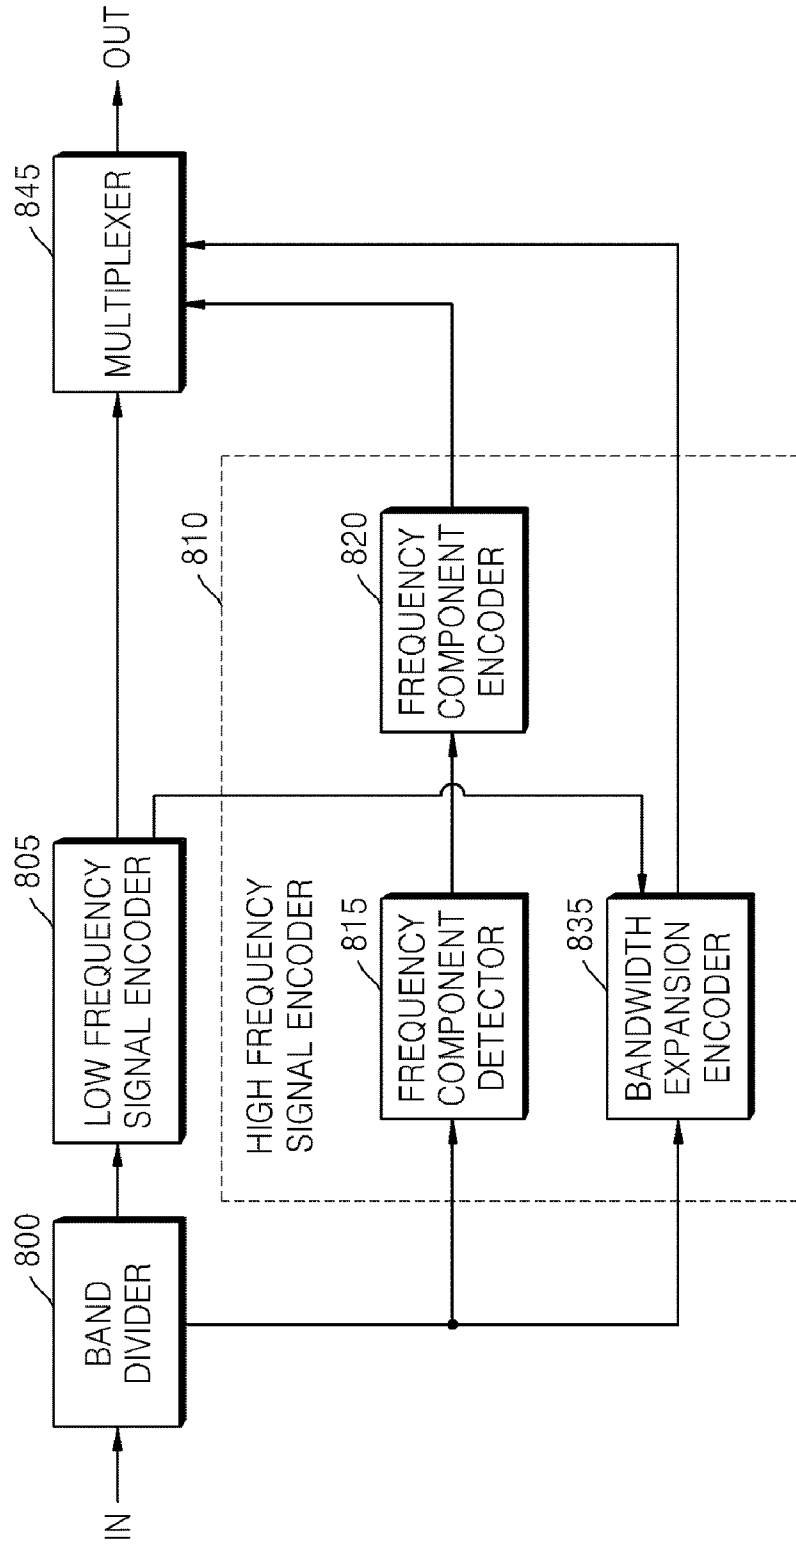 IN
800
BAND
DIVIDER
805
LOW FREQUENCY
SIGNAL ENCODER
845
MULTIPLEXER
OUT
810
HIGH FREQUENCY
SIGNAL ENCODER
815
FREQUENCY
COMPONENT
DETECTOR
820
FREQUENCY
COMPONENT
ENCODER
835
BANDWIDTH
EXPANSION
ENCODER